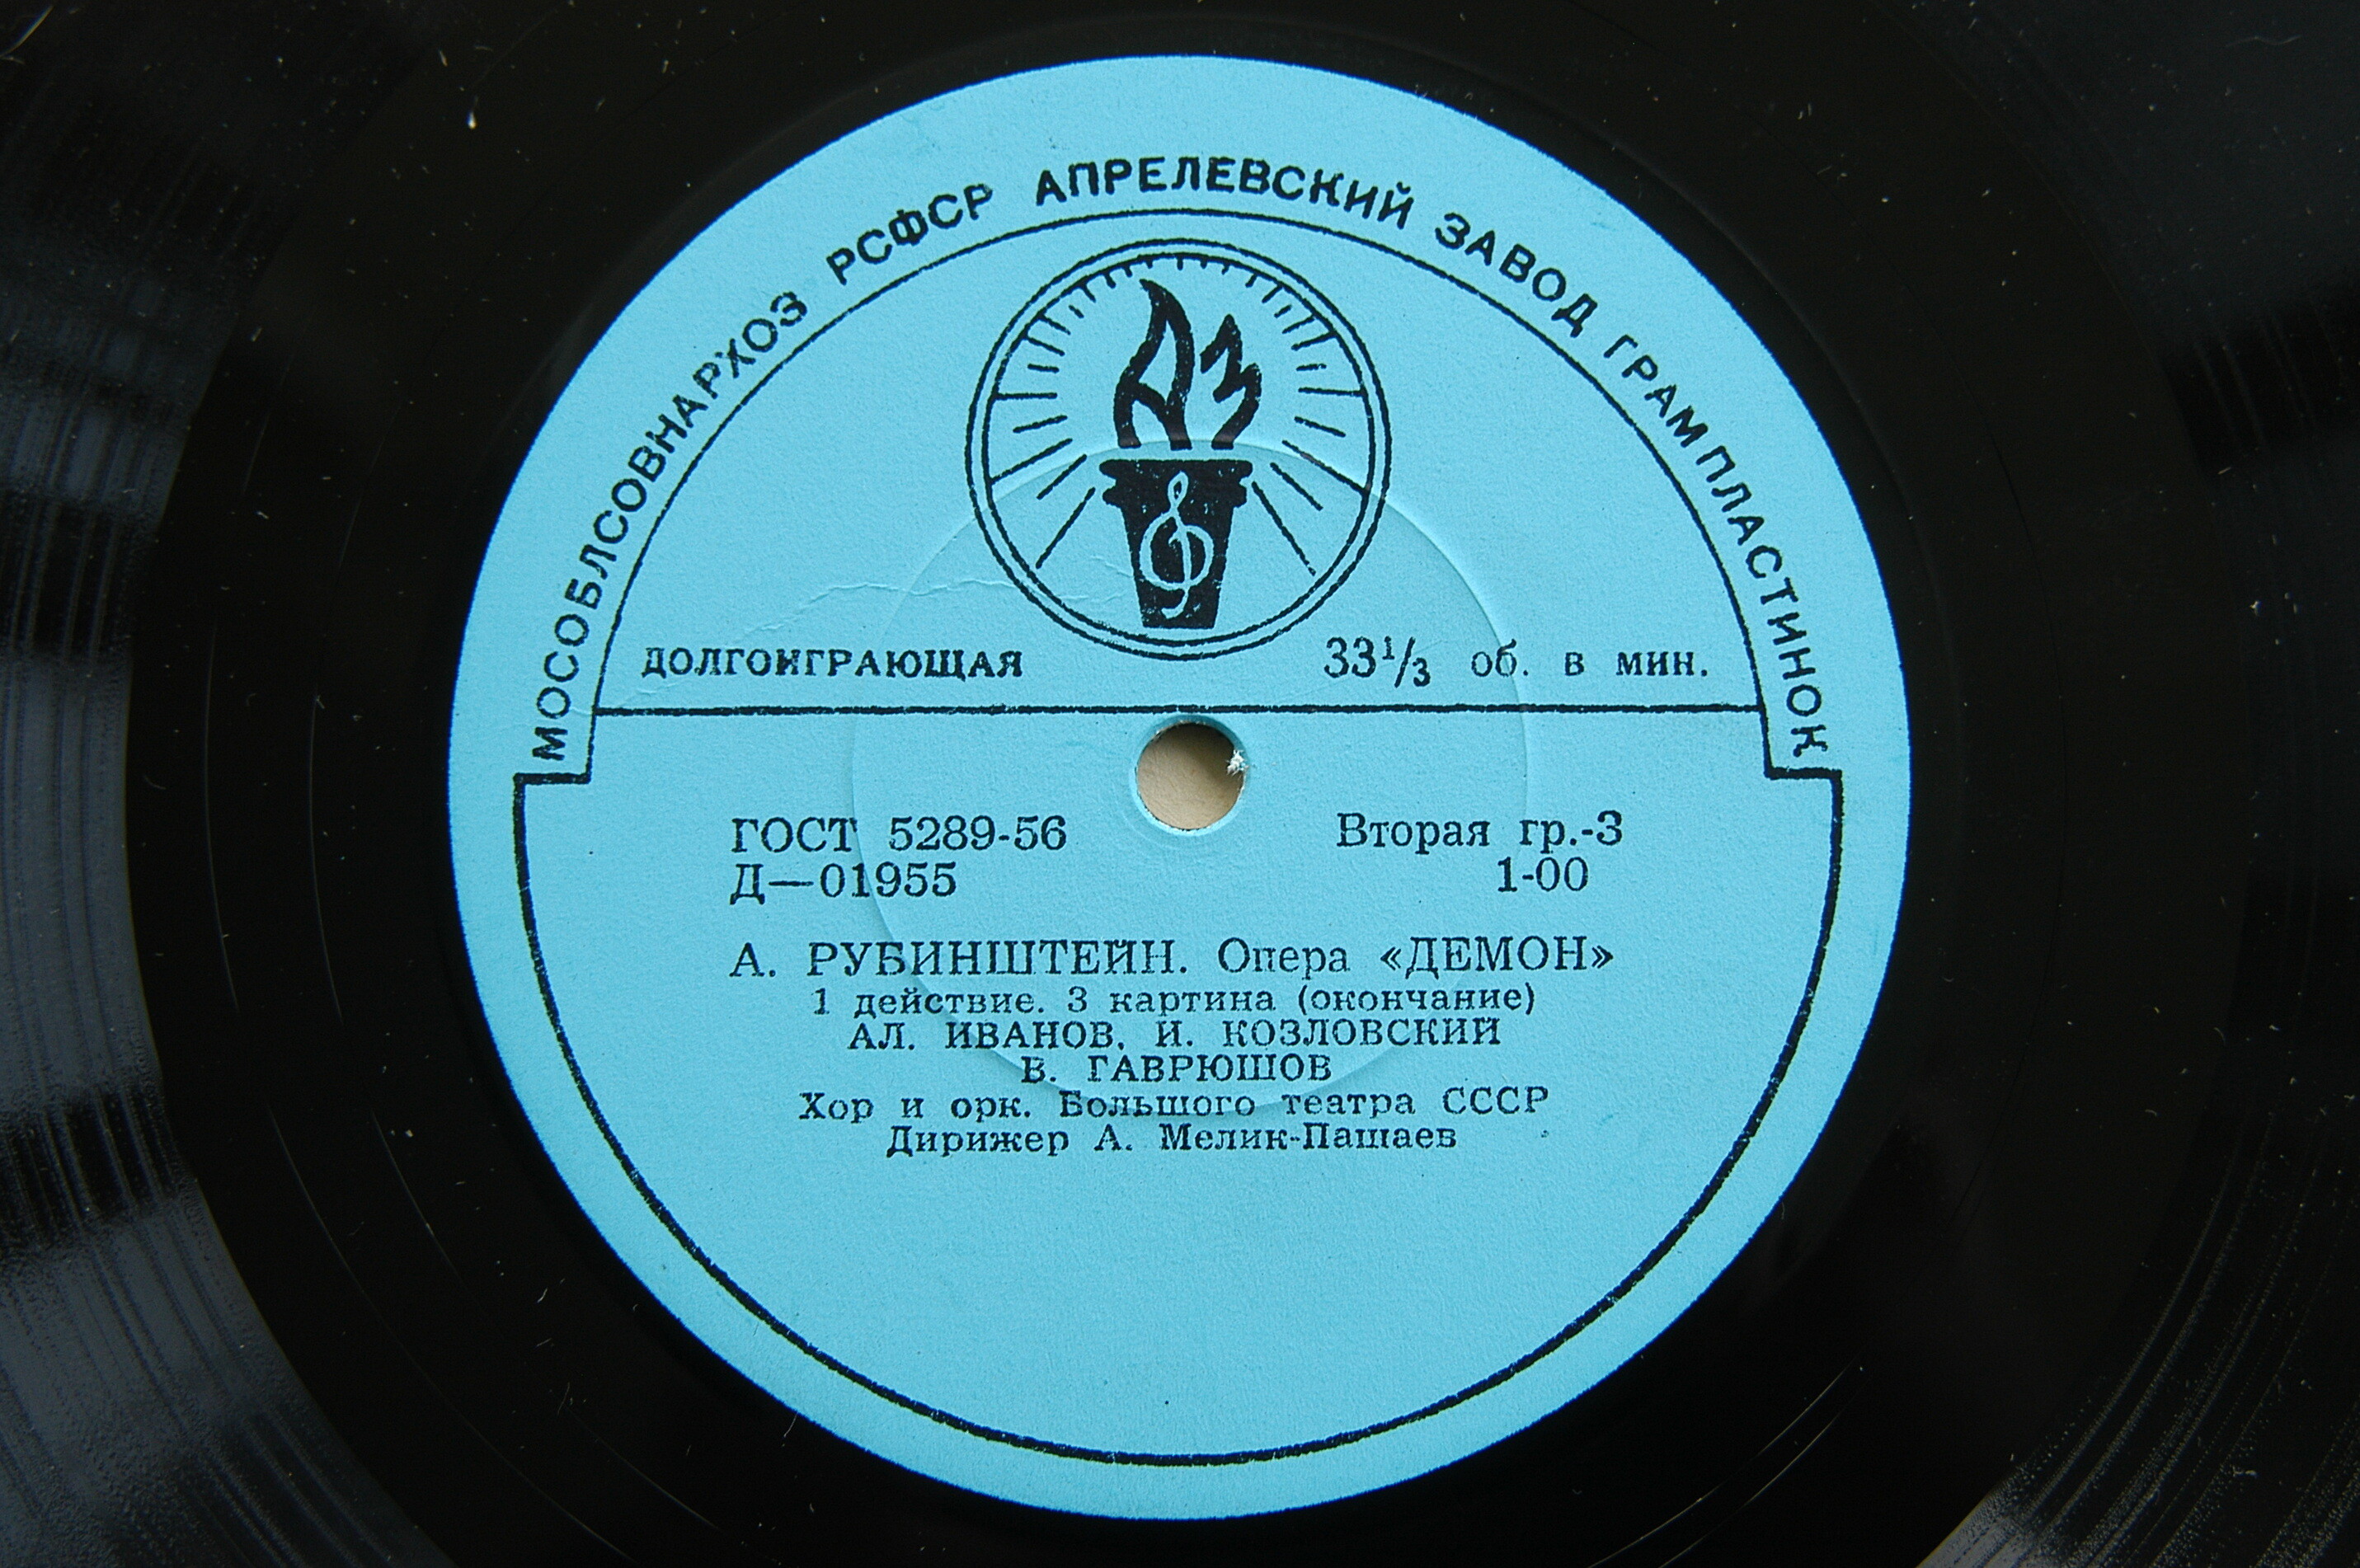 МОСОБЛСОВНАРХОЗ РСФСР АПРЕЛЕВСКИЙ ЗАВОД ГРАМПЛАСТИНОК
АЗ
ДОЛГОИГРАЮЩАЯ 33⅓ об. в мин.
ГОСТ 5289-56 Вторая гр.-3
Д—01955 1-00
А. РУБИНШТЕЙН. Опера «ДЕМОН»
1 действие. 3 картина (окончание)
АЛ. ИВАНОВ, И. КОЗЛОВСКИЙ
В. ГАВРЮШОВ
Хор и орк. Большого театра СССР
Дирижер А. Мелик-Пашаев